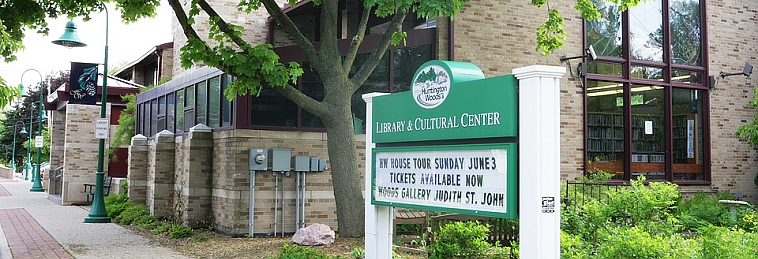 Huntington
Woods
LIBRARY & CULTURAL CENTER
HW HOUSE TOUR SUNDAY JUNE 3
TICKETS AVAILABLE NOW
WOODS GALLERY JUDITH ST. JOHN